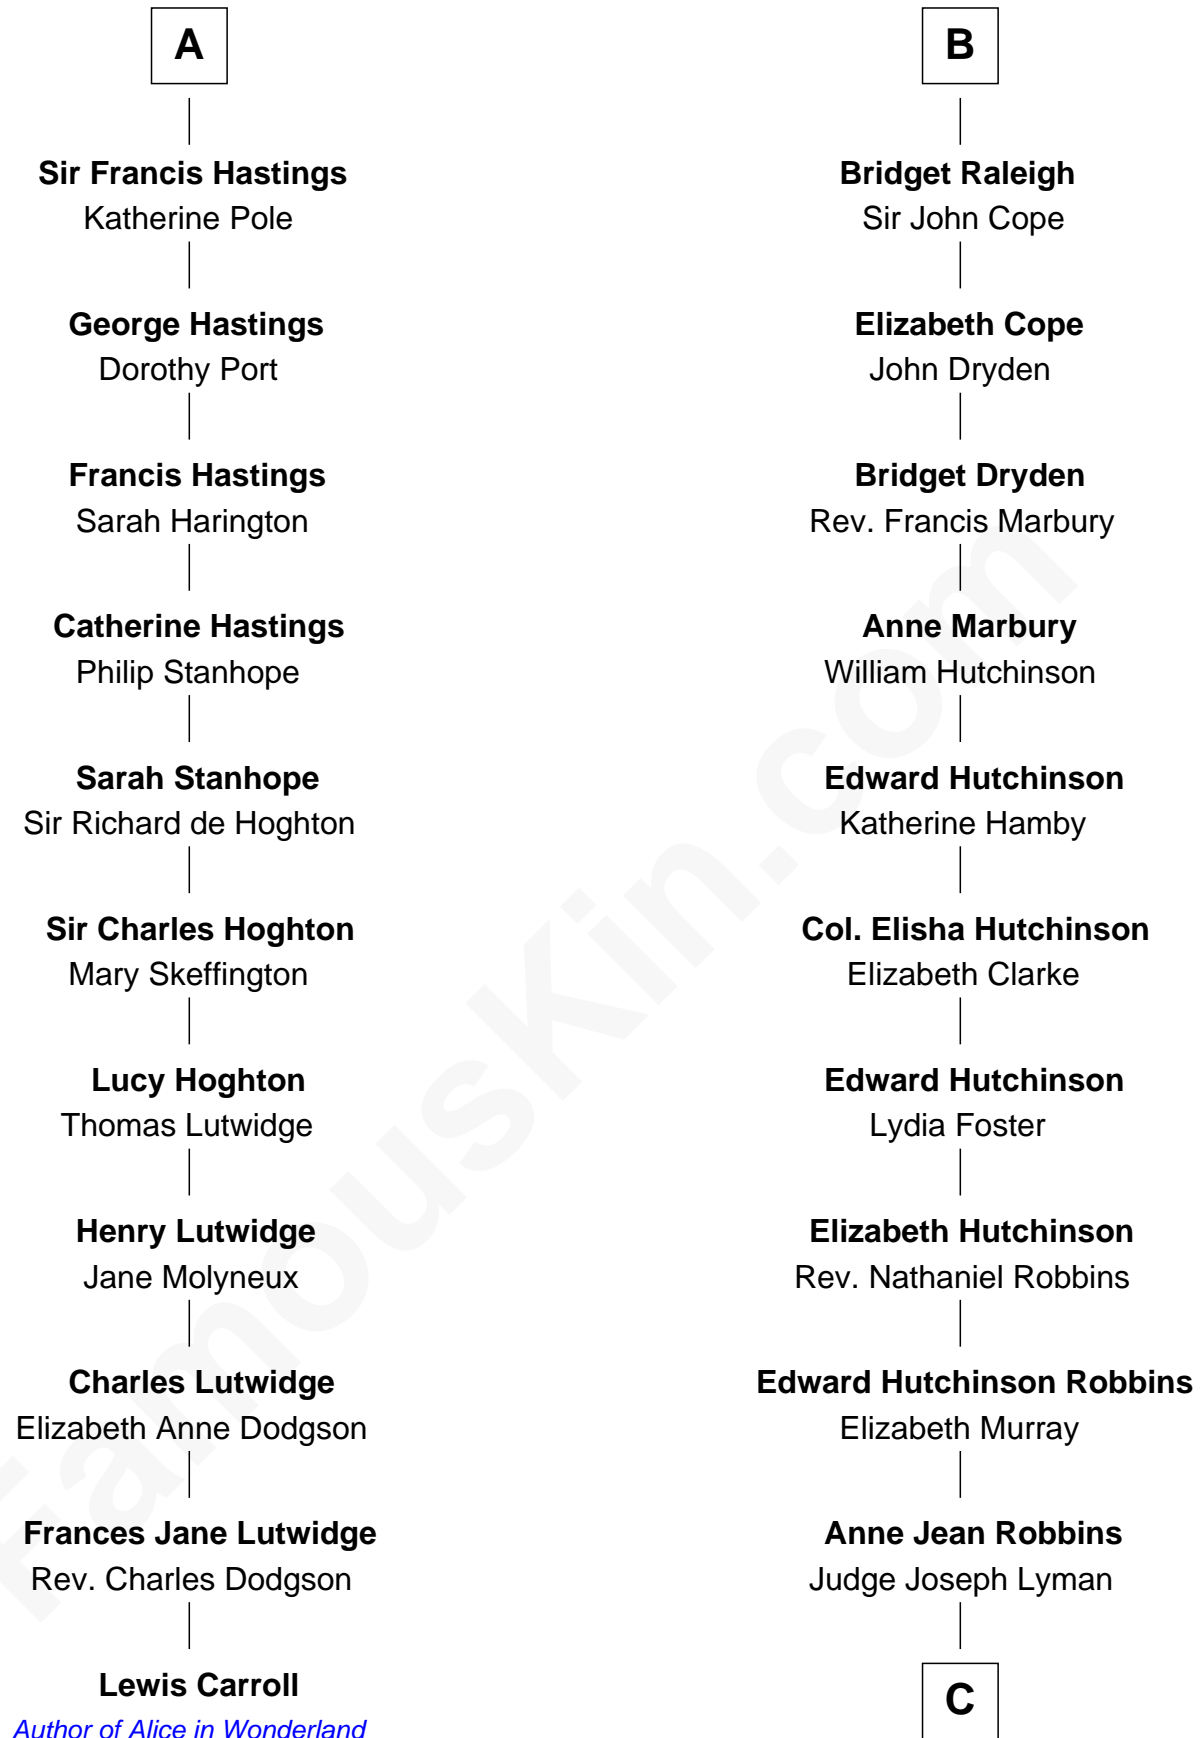 A
Sir Francis Hastings
Katherine Pole
George Hastings
Dorothy Port
Francis Hastings
Sarah Harington
Catherine Hastings
Philip Stanhope
Sarah Stanhope
Sir Richard de Hoghton
Sir Charles Hoghton
Mary Skeffington
Lucy Hoghton
Thomas Lutwidge
Henry Lutwidge
Jane Molyneux
Charles Lutwidge
Elizabeth Anne Dodgson
Frances Jane Lutwidge
Rev. Charles Dodgson
Lewis Carroll
Author of Alice in Wonderland
B
Bridget Raleigh
Sir John Cope
Elizabeth Cope
John Dryden
Bridget Dryden
Rev. Francis Marbury
Anne Marbury
William Hutchinson
Edward Hutchinson
Katherine Hamby
Col. Elisha Hutchinson
Elizabeth Clarke
Edward Hutchinson
Lydia Foster
Elizabeth Hutchinson
Rev. Nathaniel Robbins
Edward Hutchinson Robbins
Elizabeth Murray
Anne Jean Robbins
Judge Joseph Lyman
C
FamousKin.com